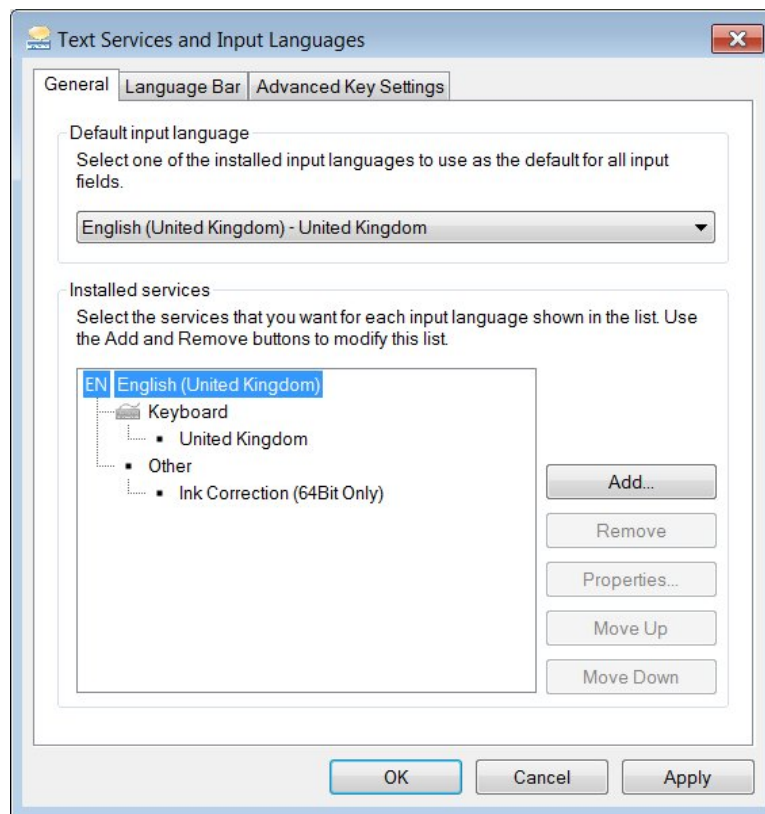 Text Services and Input Languages
General Language Bar Advanced Key Settings
Default input language
Select one of the installed input languages to use as the default for all input
fields.
English (United Kingdom) - United Kingdom
Installed services
Select the services that you want for each input language shown in the list. Use
the Add and Remove buttons to modify this list.
EN English (United Kingdom)
Keyboard
United Kingdom
Other
Ink Correction (64Bit Only)
Add...
Remove
Properties...
Move Up
Move Down
OK Cancel Apply